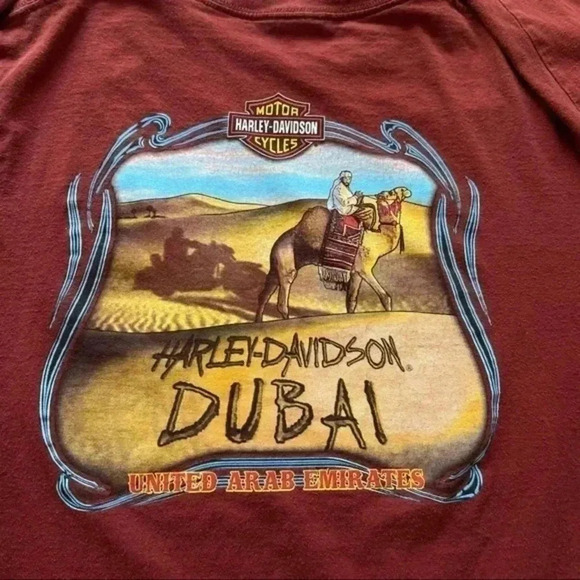 MOTOR
HARLEY-DAVIDSON
CYCLES
HARLEY-DAVIDSON®
DUBAI
UNITED ARAB EMIRATES